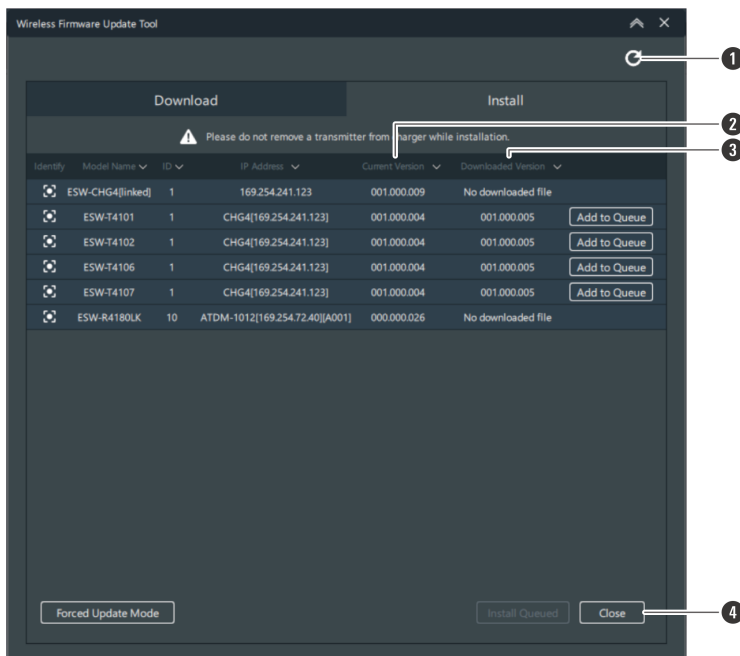 Wireless Firmware Update Tool
1
Download Install
2
Please do not remove a transmitter from charger while installation.
3
Identify Model Name ID IP Address Current Version Downloaded Version
ESW-CHG4[linked] 1 169.254.241.123 001.000.009 No downloaded file
ESW-T4101 1 CHG4[169.254.241.123] 001.000.004 001.000.005 Add to Queue
ESW-T4102 1 CHG4[169.254.241.123] 001.000.004 001.000.005 Add to Queue
ESW-T4106 1 CHG4[169.254.241.123] 001.000.004 001.000.005 Add to Queue
ESW-T4107 1 CHG4[169.254.241.123] 001.000.004 001.000.005 Add to Queue
ESW-R4180LK 10 ATDM-1012[169.254.72.40][A001] 000.000.026 No downloaded file
Forced Update Mode Install Queued Close 4